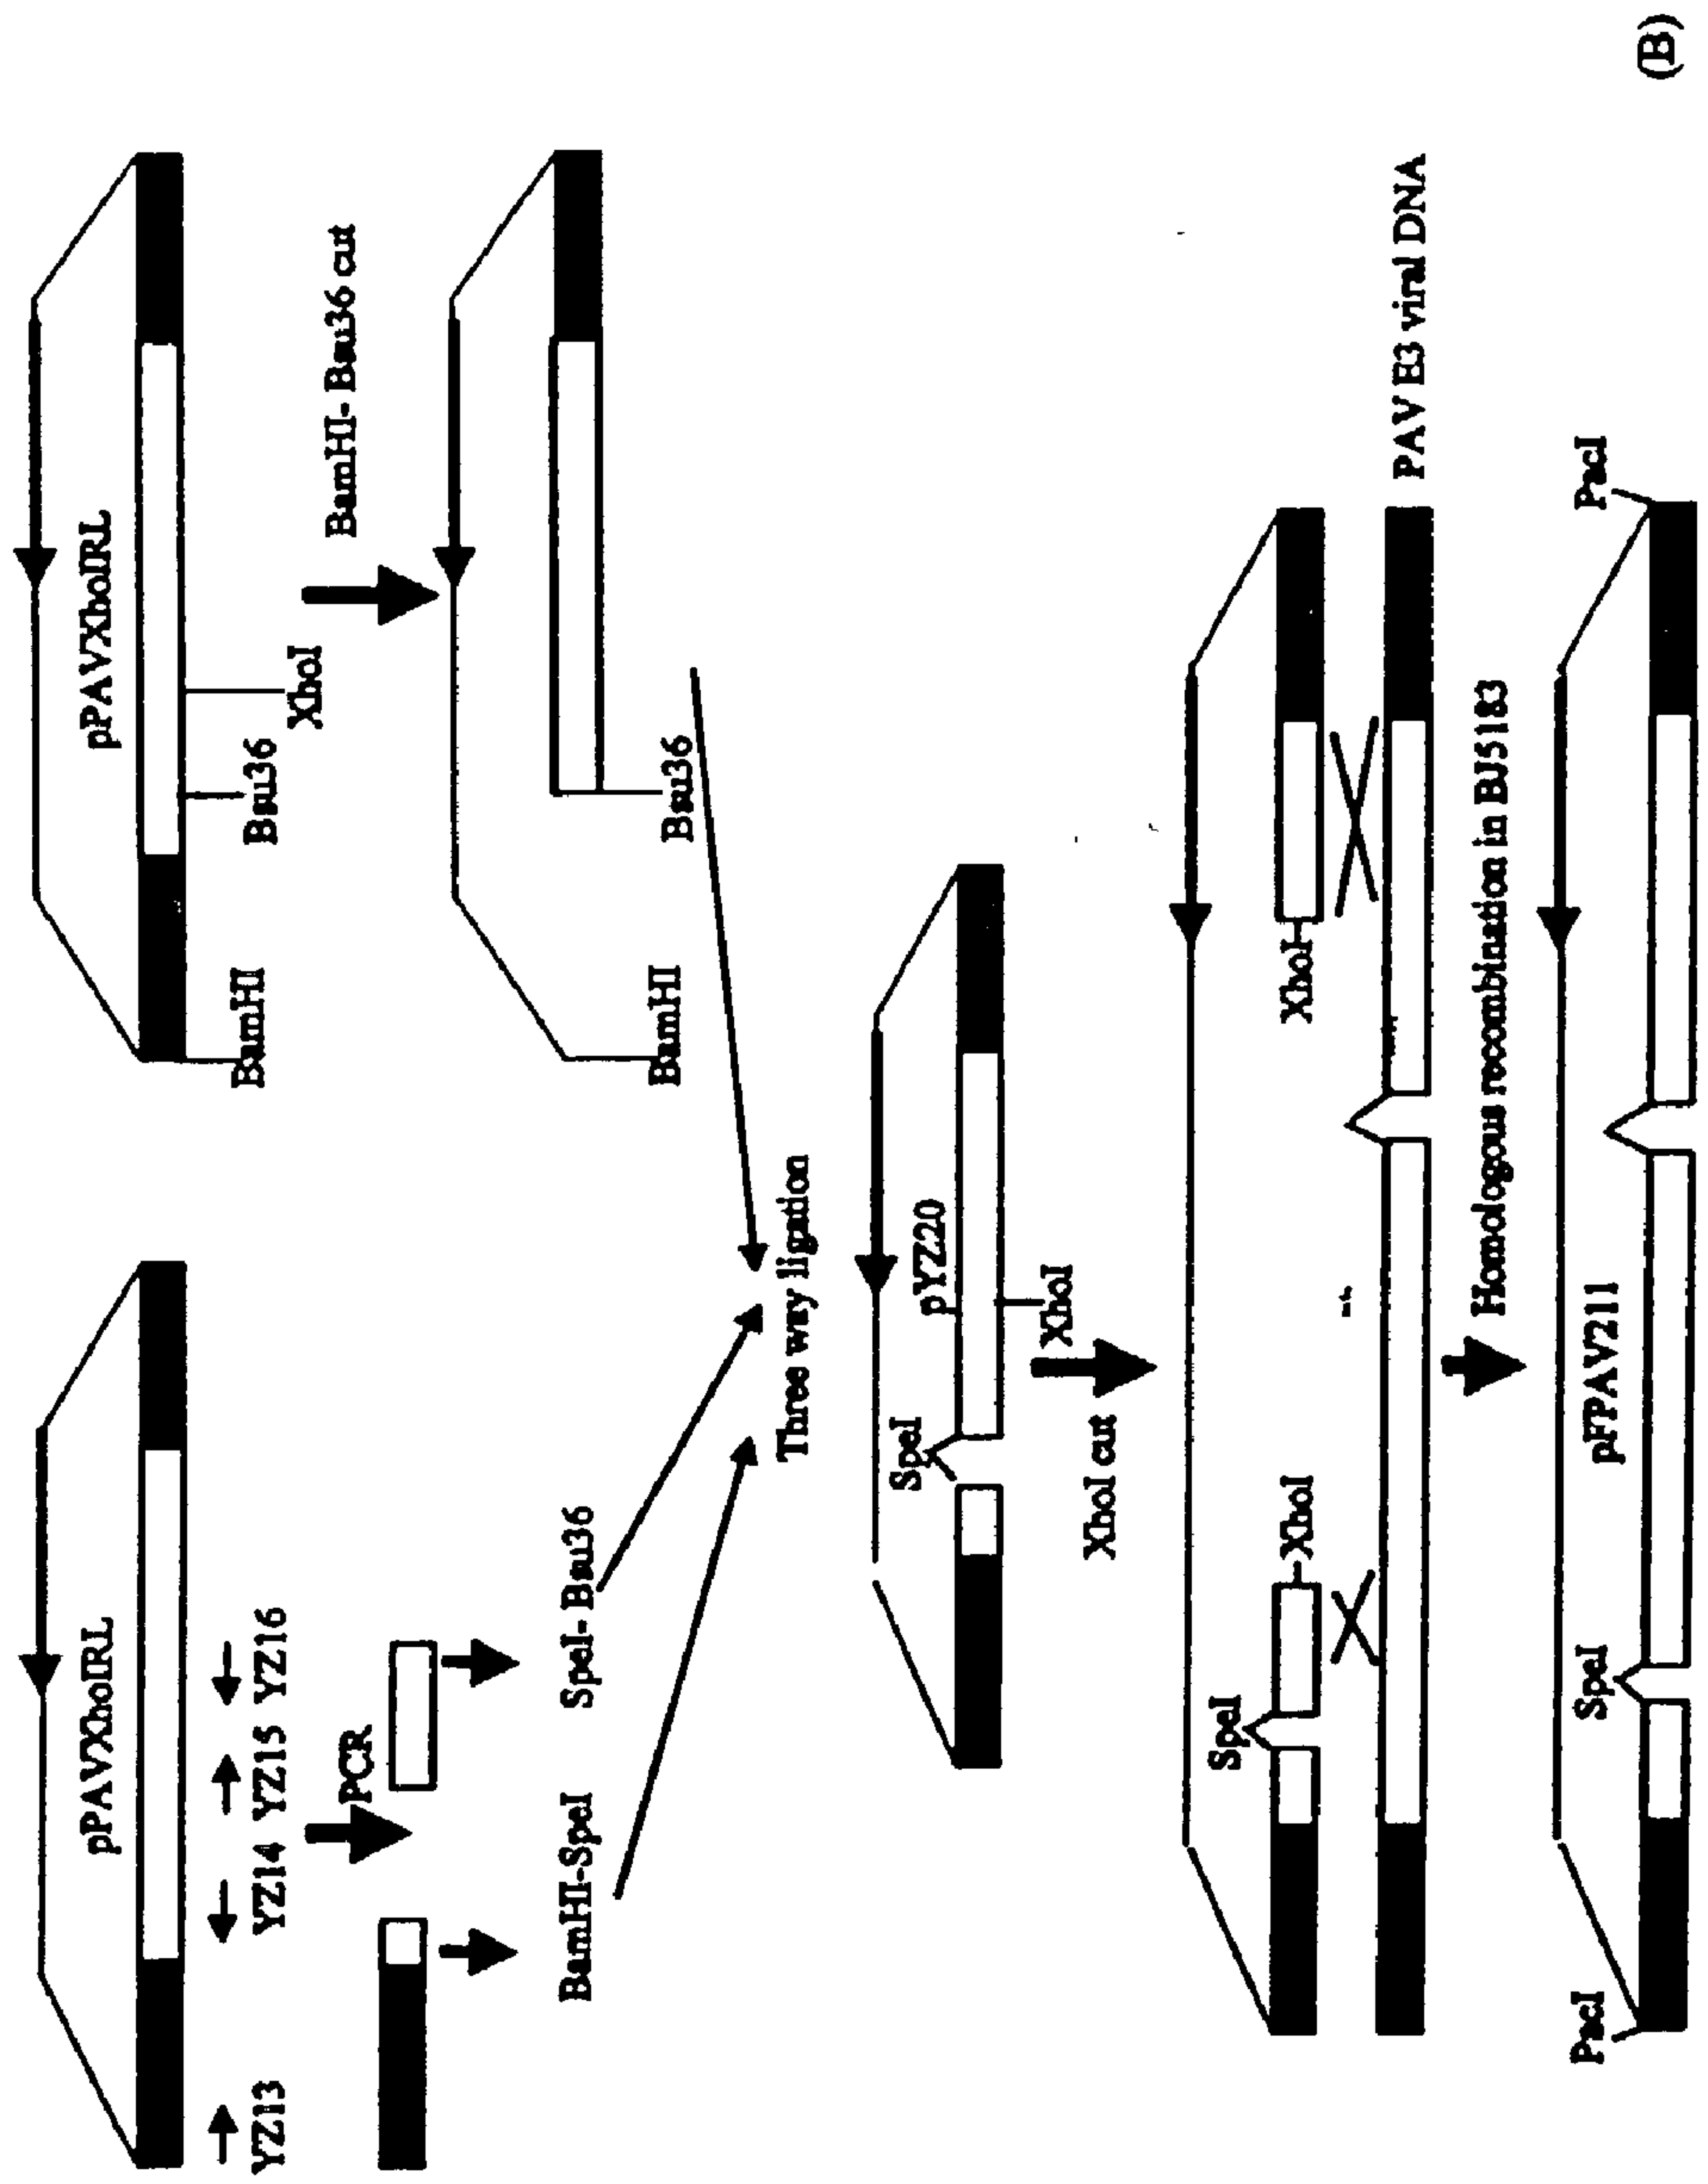 pPAVXhoIRL
YZ13
YZ14 YZ15 YZ16
PCR
BamHI-SpeI
SpeI- Bsu36
pPAVXhoIRL
BamHI
Bsu36
XhoI
BamHI- Bsu36 cut
BamHI
Bsu36
Three way ligation
SpeI
pYZ20
XhoI
XhoI cut
SpeI
XhoI
XhoI
PAV E3 viral DNA
Homologous recombination in BJ5183
PacI
SpeI
pFPAV211
PacI
(B)